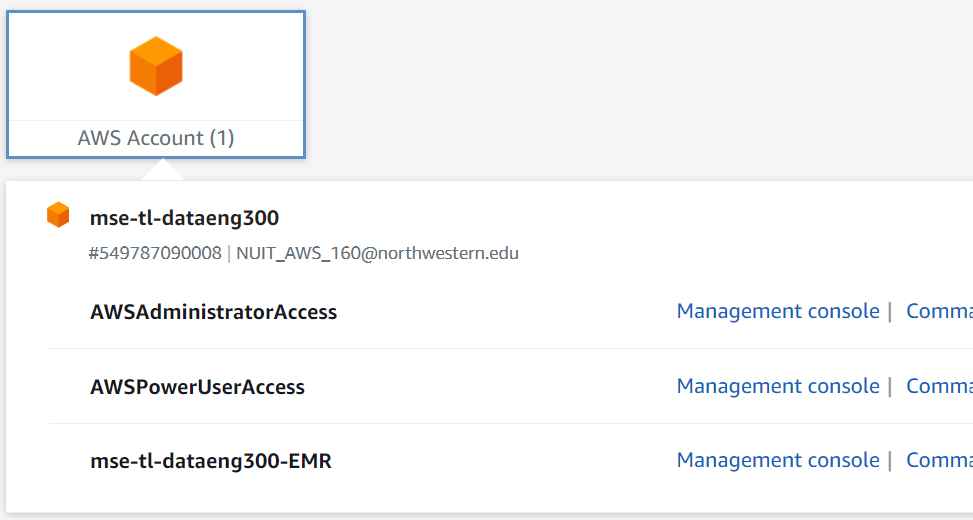 AWS Account (1)
mse-tl-dataeng300
#549787090008 | NUIT_AWS_160@northwestern.edu
AWSAdministratorAccess Management console | Comma
AWSPowerUserAccess Management console | Comma
mse-tl-dataeng300-EMR Management console | Comma